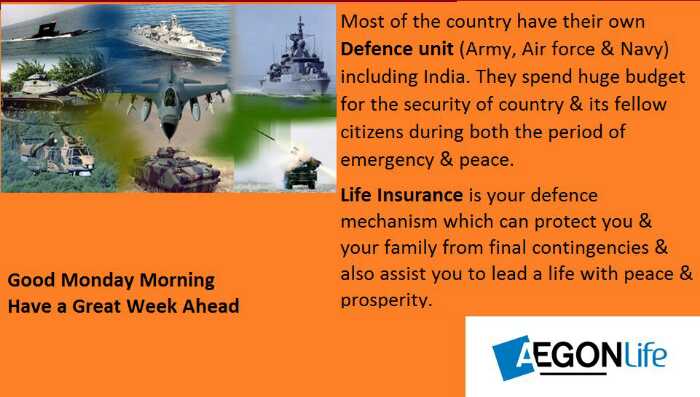 Most of the country have their own
Defence unit (Army, Air force & Navy)
including India. They spend huge budget
for the security of country & its fellow
citizens during both the period of
emergency & peace.
Life Insurance is your defence
mechanism which can protect you &
your family from final contingencies &
also assist you to lead a life with peace &
prosperity.
Good Monday Morning
Have a Great Week Ahead
AEGON Life